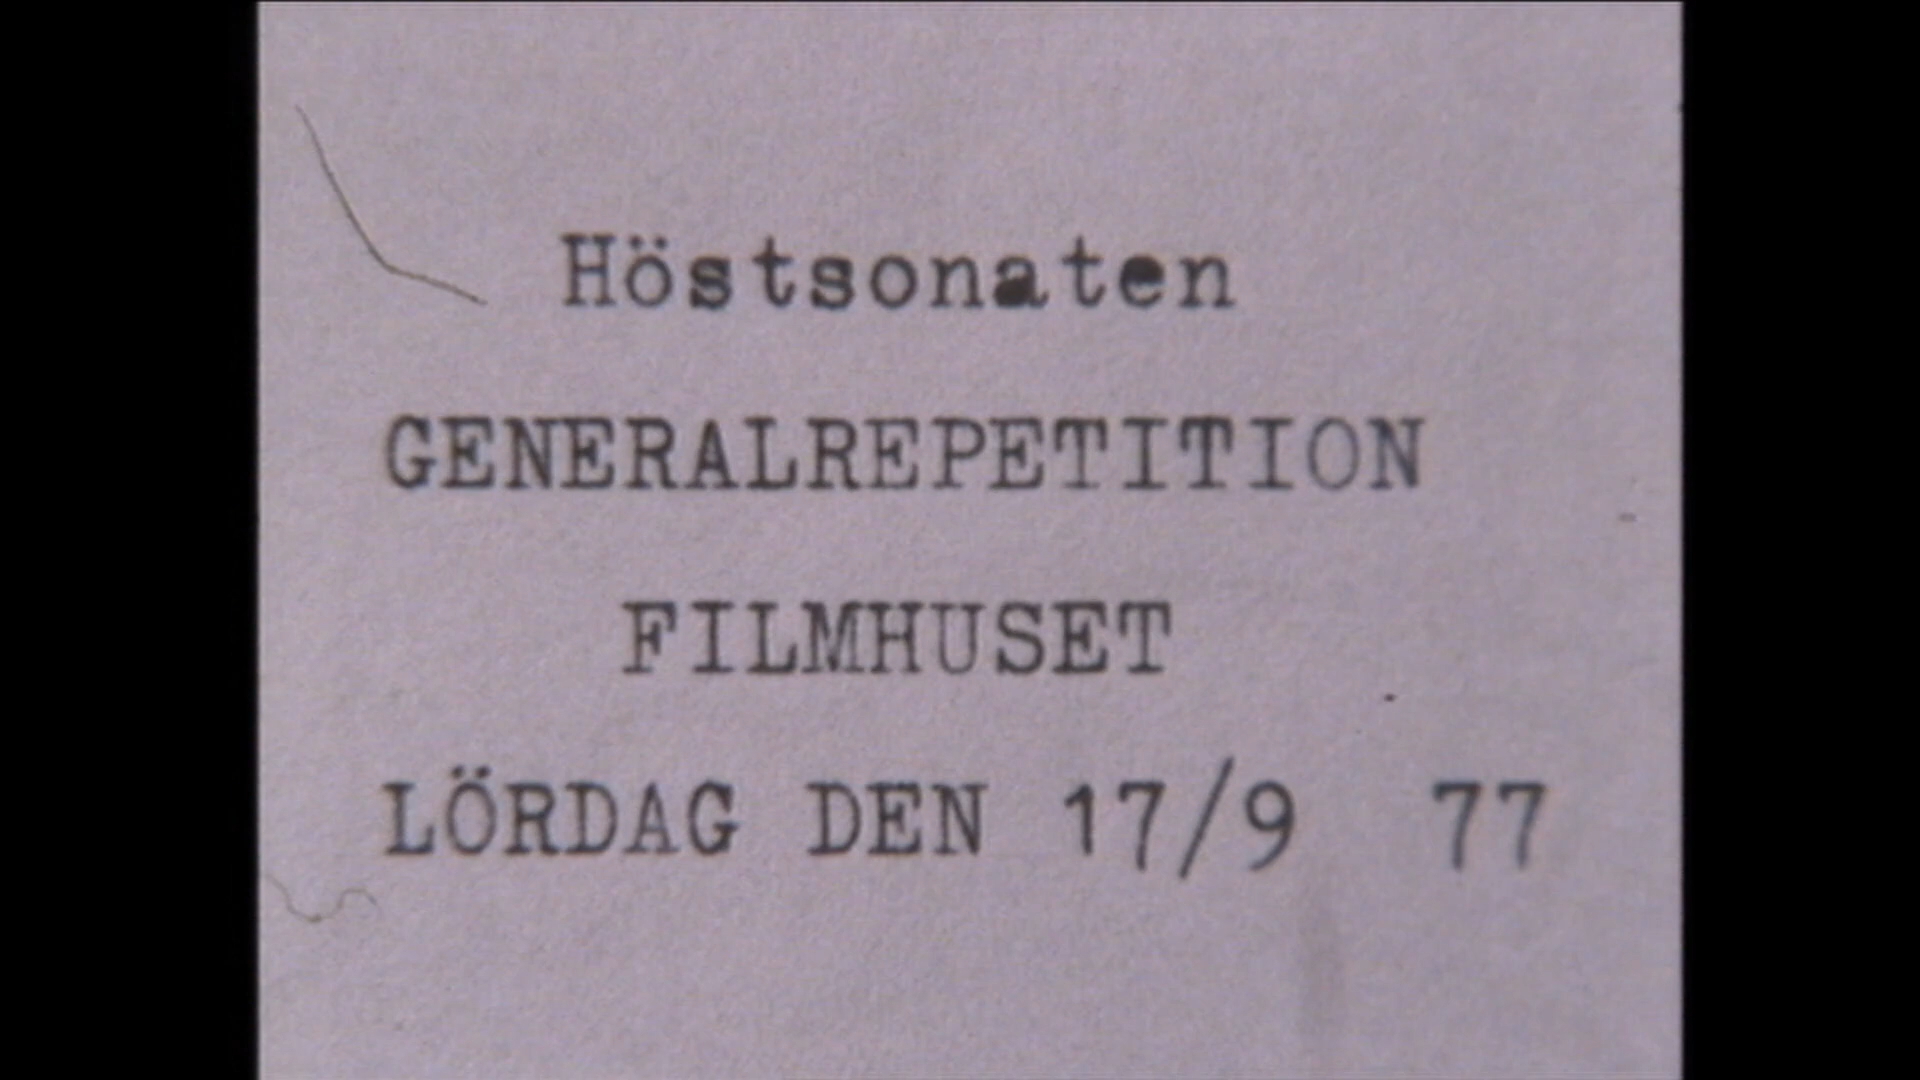 Höstsonaten
GENERALREPETITION
FILMHUSET
LÖRDAG DEN 17/9 77